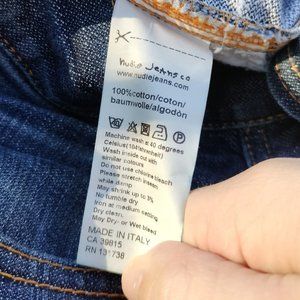 nudie jeans co
www.nudiejeans.com
100%cotton/coton/
baumwolle/algodón
Machine wash at 40 degrees
Celsius(104fahrenheit)
Wash inside out with
similar colours
Do not use chlorine bleach
Please stretch inseam
while damp
May shrink up to 3%
No tumble dry
Iron at medium setting
Dry clean.
May Dry- or Wet bleed
MADE IN ITALY
CA 39815
RN 131738